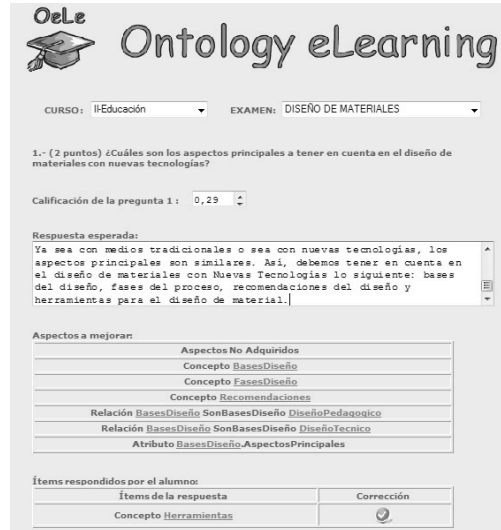 OeLe
Ontology eLearning
CURSO: II-Educación EXAMEN: DISEÑO DE MATERIALES
1.- (2 puntos) ¿Cuáles son los aspectos principales a tener en cuenta en el diseño de
materiales con nuevas tecnologías?
Calificación de la pregunta 1 : 0,29
Respuesta esperada:
Ya sea con medios tradicionales o sea con nuevas tecnologías, los
aspectos principales son similares. Así, debemos tener en cuenta en
el diseño de materiales con Nuevas Tecnologías lo siguiente: bases
del diseño, fases del proceso, recomendaciones del diseño y
herramientas para el diseño de material.
Aspectos a mejorar:
Aspectos No Adquiridos
Concepto BasesDiseño
Concepto FasesDiseño
Concepto Recomendaciones
Relación BasesDiseño SonBasesDiseño DiseñoPedagogico
Relación BasesDiseño SonBasesDiseño DiseñoTecnico
Atributo BasesDiseño.AspectosPrincipales
Ítems respondidos por el alumno:
Ítems de la respuesta Corrección
Concepto Herramientas